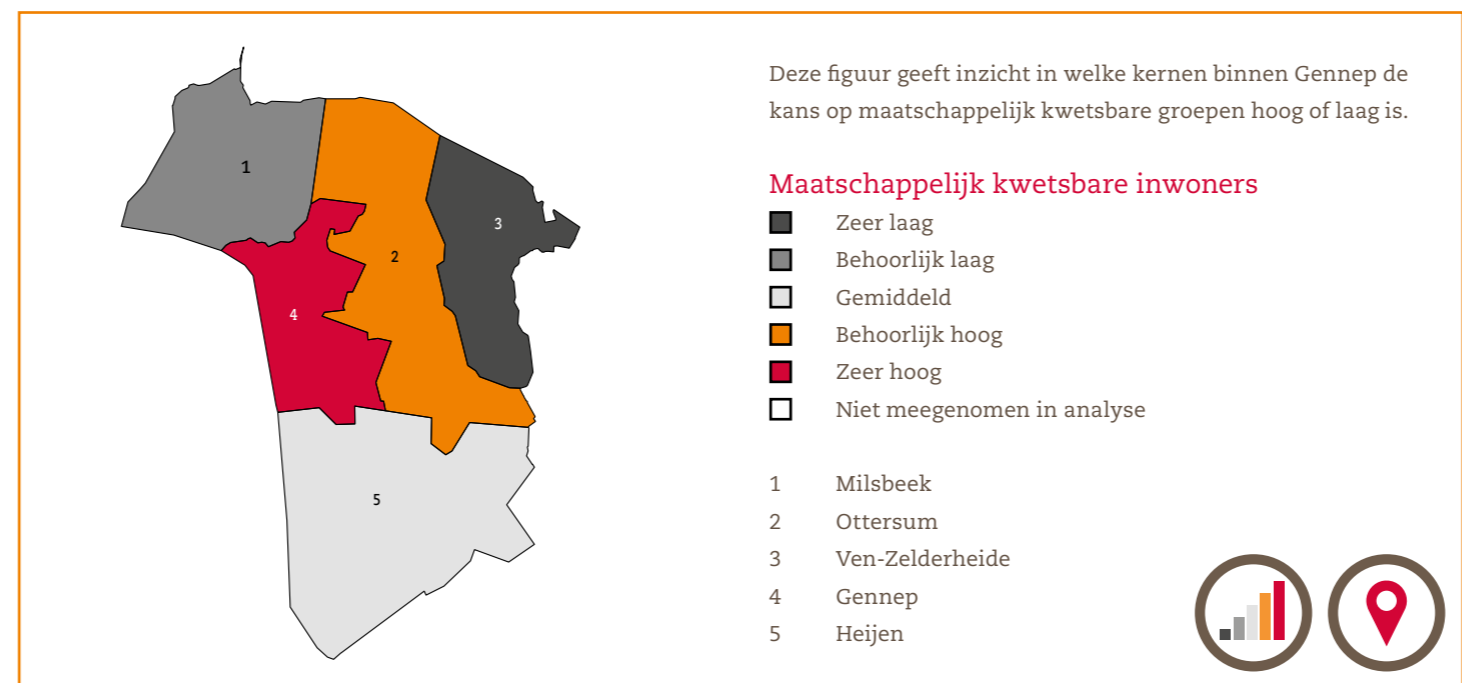 Deze figuur geeft inzicht in welke kernen binnen Gennep de
kans op maatschappelijk kwetsbare groepen hoog of laag is.
Maatschappelijk kwetsbare inwoners
Zeer laag
Behoorlijk laag
Gemiddeld
Behoorlijk hoog
Zeer hoog
Niet meegenomen in analyse
1 Milsbeek
2 Ottersum
3 Ven-Zelderheide
4 Gennep
5 Heijen
1
3
2
4
5